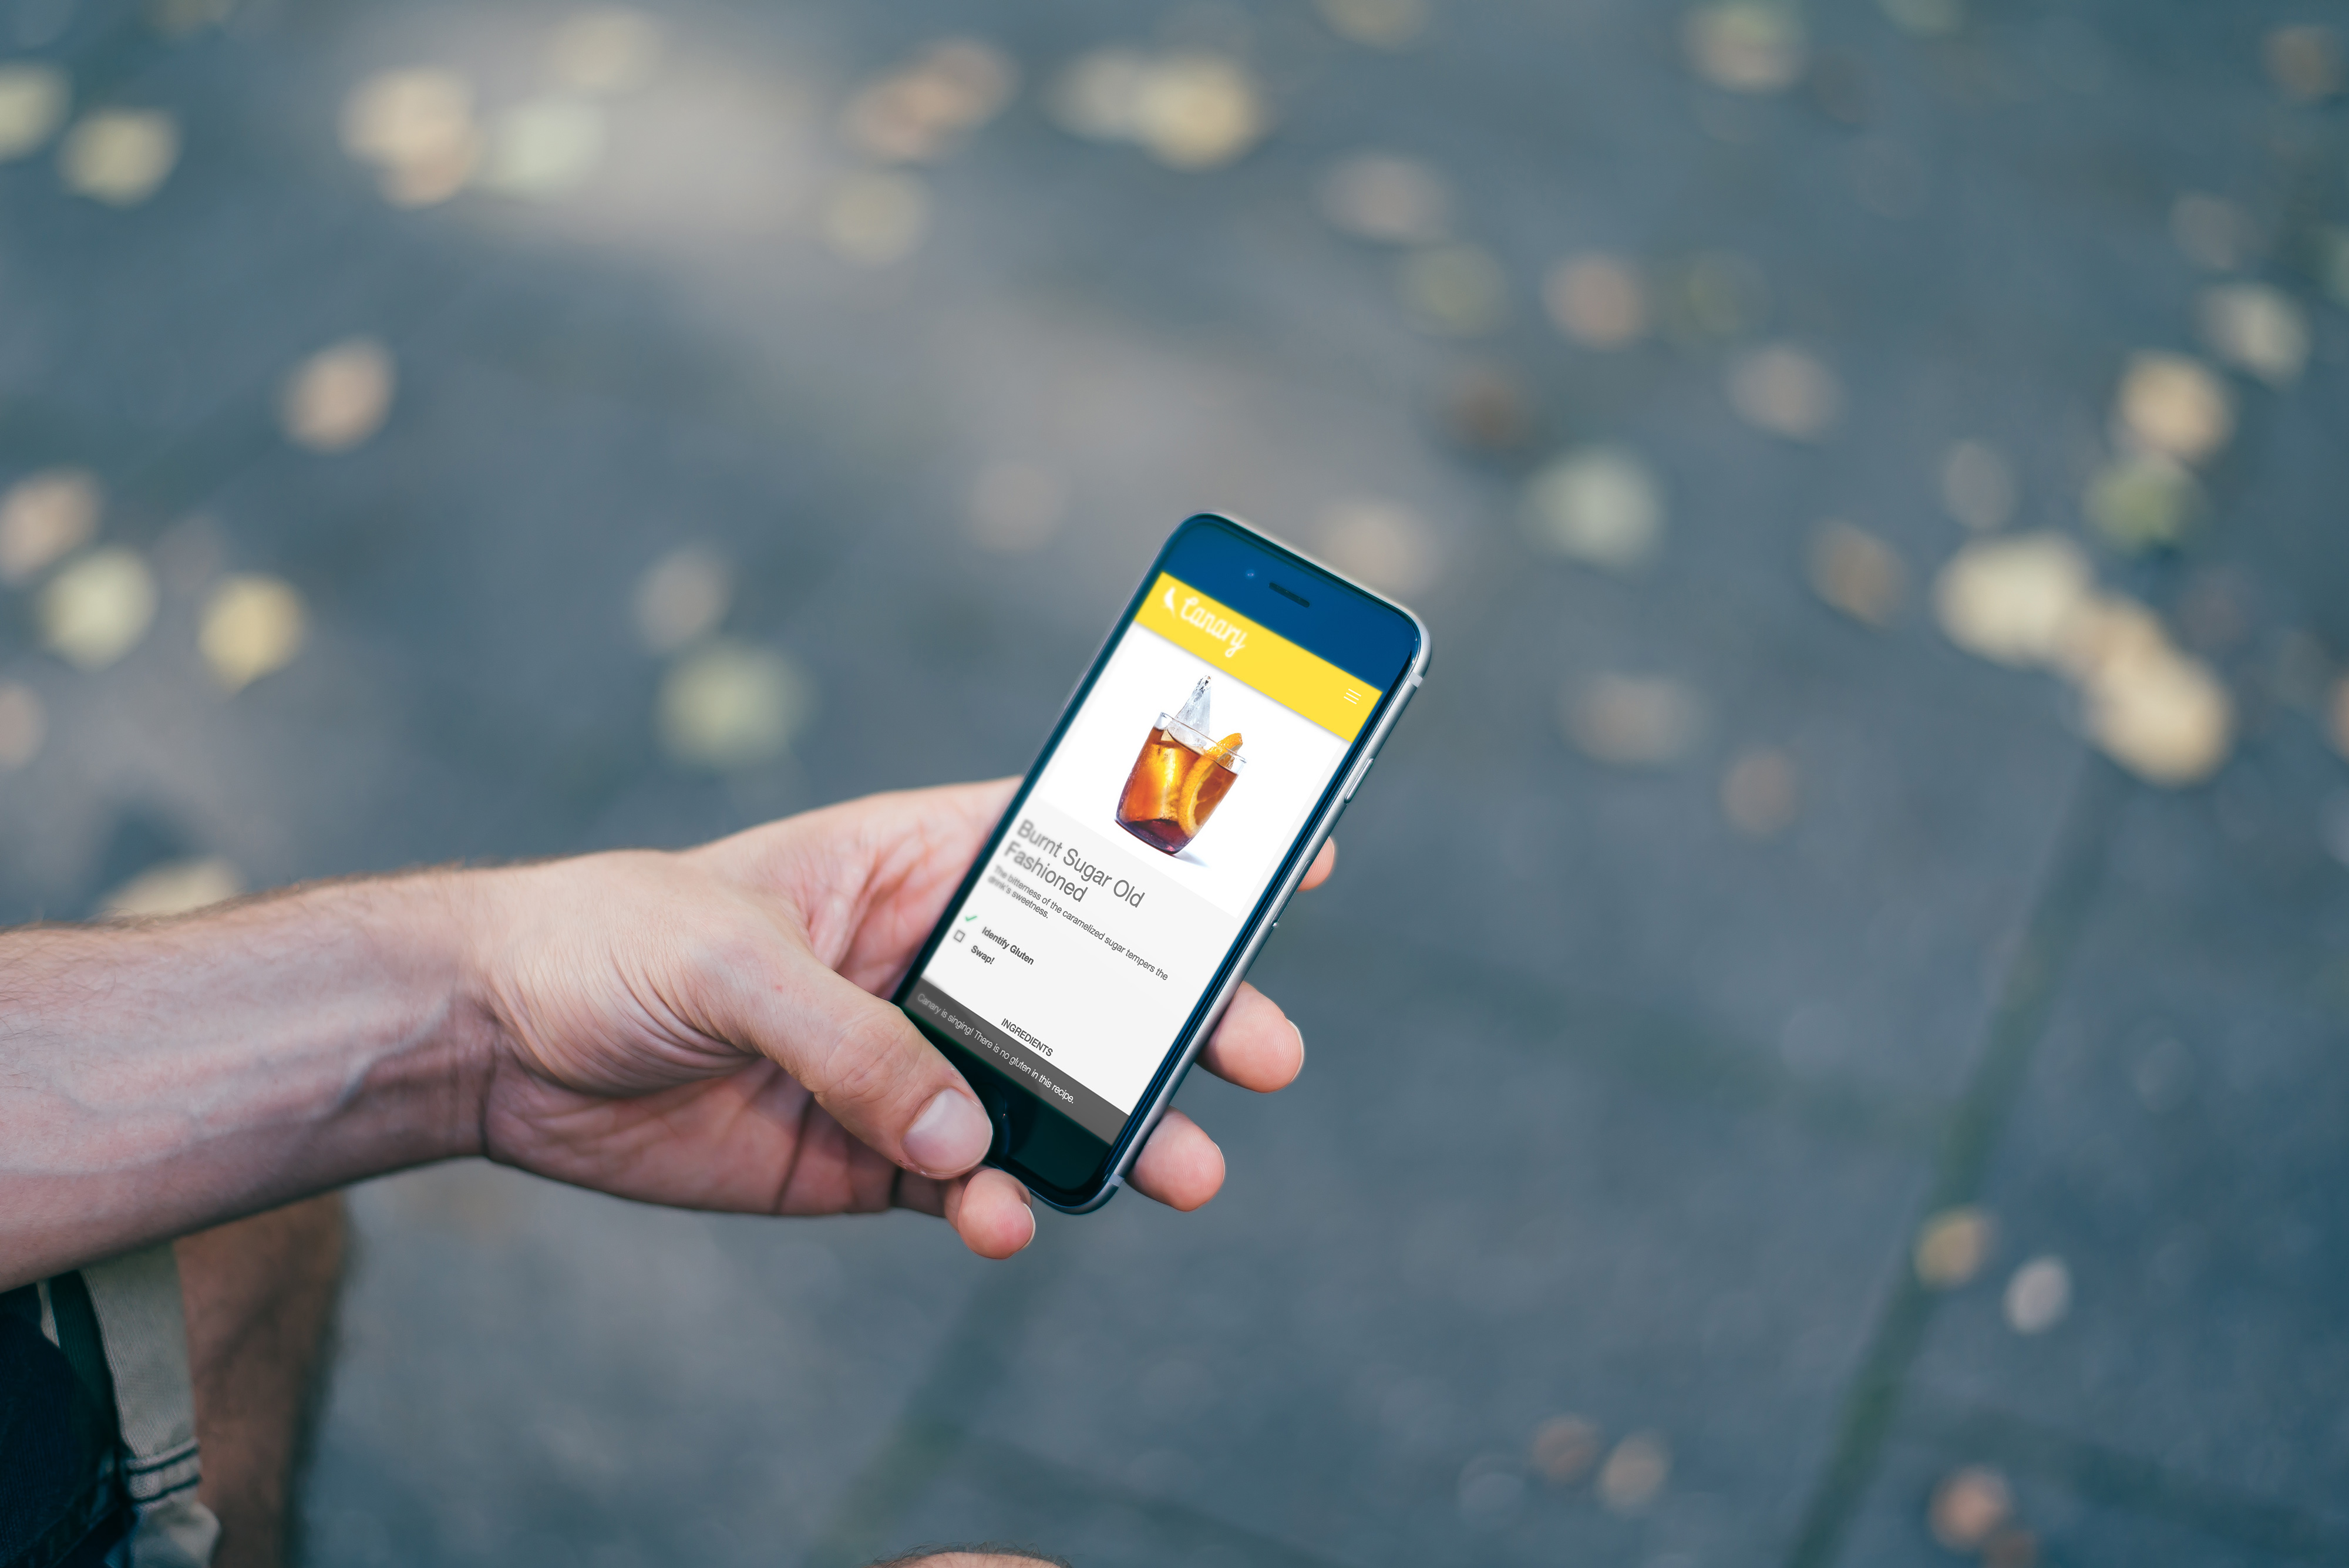 Canary
Burnt Sugar Old
Fashioned
The bitterness of the caramelized sugar tempers the
drink's sweetness.
Identify Gluten
Swap!
INGREDIENTS
Canary is singing! There is no gluten in this recipe.